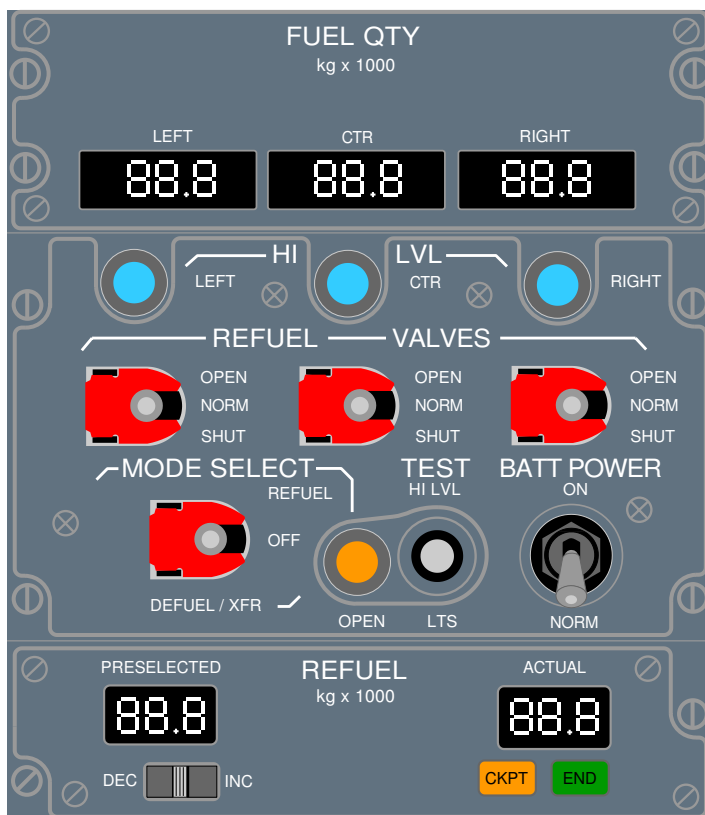 FUEL QTY
kg x 1000
LEFT CTR RIGHT
88.8 88.8 88.8
HI LVL
LEFT CTR RIGHT
REFUEL VALVES
OPEN OPEN OPEN
NORM NORM NORM
SHUT SHUT SHUT
MODE SELECT TEST BATT POWER
REFUEL HI LVL ON
OFF
DEFUEL / XFR
OPEN LTS NORM
PRESELECTED REFUEL ACTUAL
kg x 1000
88.8 88.8
DEC INC CKPT END